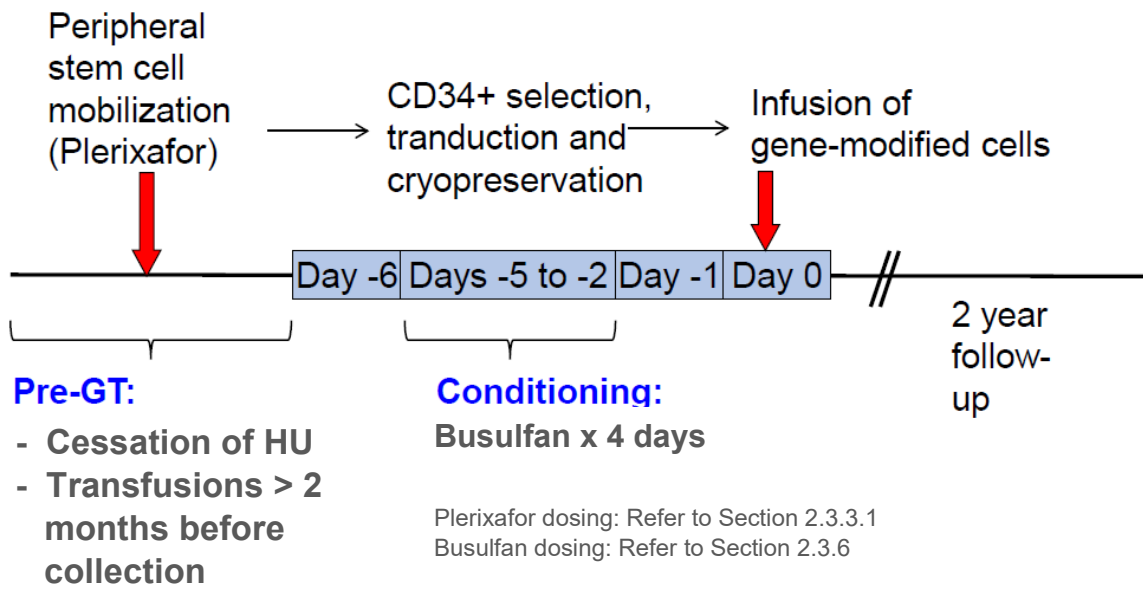 Peripheral
stem cell
mobilization
(Plerixafor)
CD34+ selection,
tranduction and
cryopreservation
Infusion of
gene-modified cells
Day -6
Days -5 to -2
Day -1
Day 0
2 year
follow-
up
Pre-GT:
- Cessation of HU
- Transfusions > 2
months before
collection
Conditioning:
Busulfan x 4 days
Plerixafor dosing: Refer to Section 2.3.3.1
Busulfan dosing: Refer to Section 2.3.6